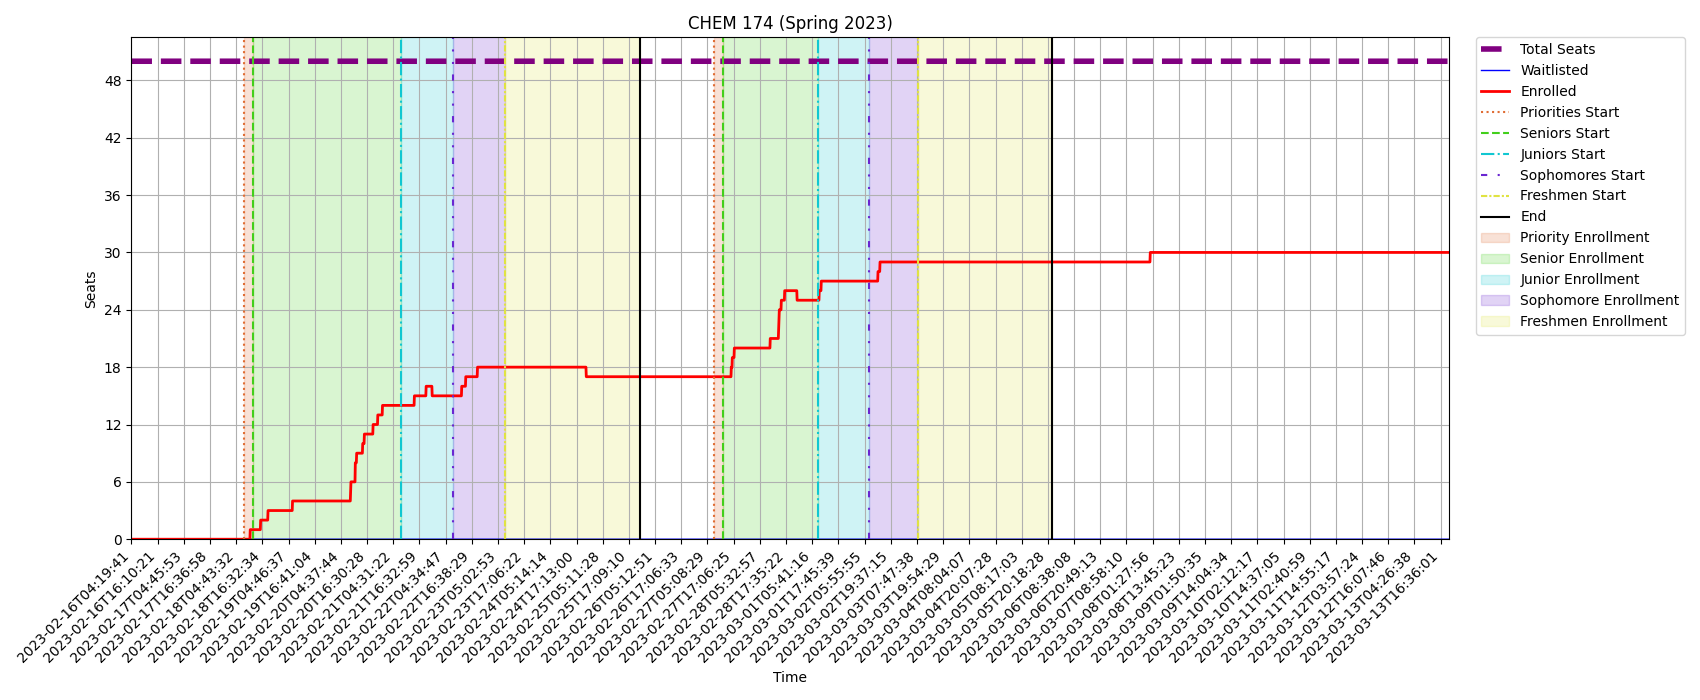 CHEM 174 (Spring 2023)
Seats
48
42
36
30
24
18
12
6
0
2023-02-16T04:19:41
2023-02-16T16:10:21
2023-02-17T04:45:53
2023-02-17T16:36:58
2023-02-18T04:43:32
2023-02-18T16:32:34
2023-02-19T04:46:37
2023-02-19T16:41:04
2023-02-20T04:37:44
2023-02-20T16:30:28
2023-02-21T04:31:22
2023-02-21T16:32:59
2023-02-22T04:34:47
2023-02-22T16:38:29
2023-02-23T05:02:53
2023-02-23T17:06:22
2023-02-24T05:14:14
2023-02-24T17:13:00
2023-02-25T05:11:28
2023-02-25T17:09:10
2023-02-26T05:12:51
2023-02-26T17:06:33
2023-02-27T05:08:29
2023-02-27T17:06:25
2023-02-28T05:32:57
2023-02-28T17:35:22
2023-03-01T05:41:16
2023-03-01T17:45:39
2023-03-02T05:55:55
2023-03-02T19:37:15
2023-03-03T07:47:38
2023-03-03T19:54:29
2023-03-04T08:04:07
2023-03-04T20:07:28
2023-03-05T08:17:03
2023-03-05T20:18:28
2023-03-06T08:38:08
2023-03-06T20:49:13
2023-03-07T08:58:10
2023-03-08T01:27:56
2023-03-08T13:45:23
2023-03-09T01:50:35
2023-03-09T14:04:34
2023-03-10T02:12:17
2023-03-10T14:37:05
2023-03-11T02:40:59
2023-03-11T14:55:17
2023-03-12T03:57:24
2023-03-12T16:07:46
2023-03-13T04:26:38
2023-03-13T16:36:01
Time
Total Seats
Waitlisted
Enrolled
Priorities Start
Seniors Start
Juniors Start
Sophomores Start
Freshmen Start
End
Priority Enrollment
Senior Enrollment
Junior Enrollment
Sophomore Enrollment
Freshmen Enrollment